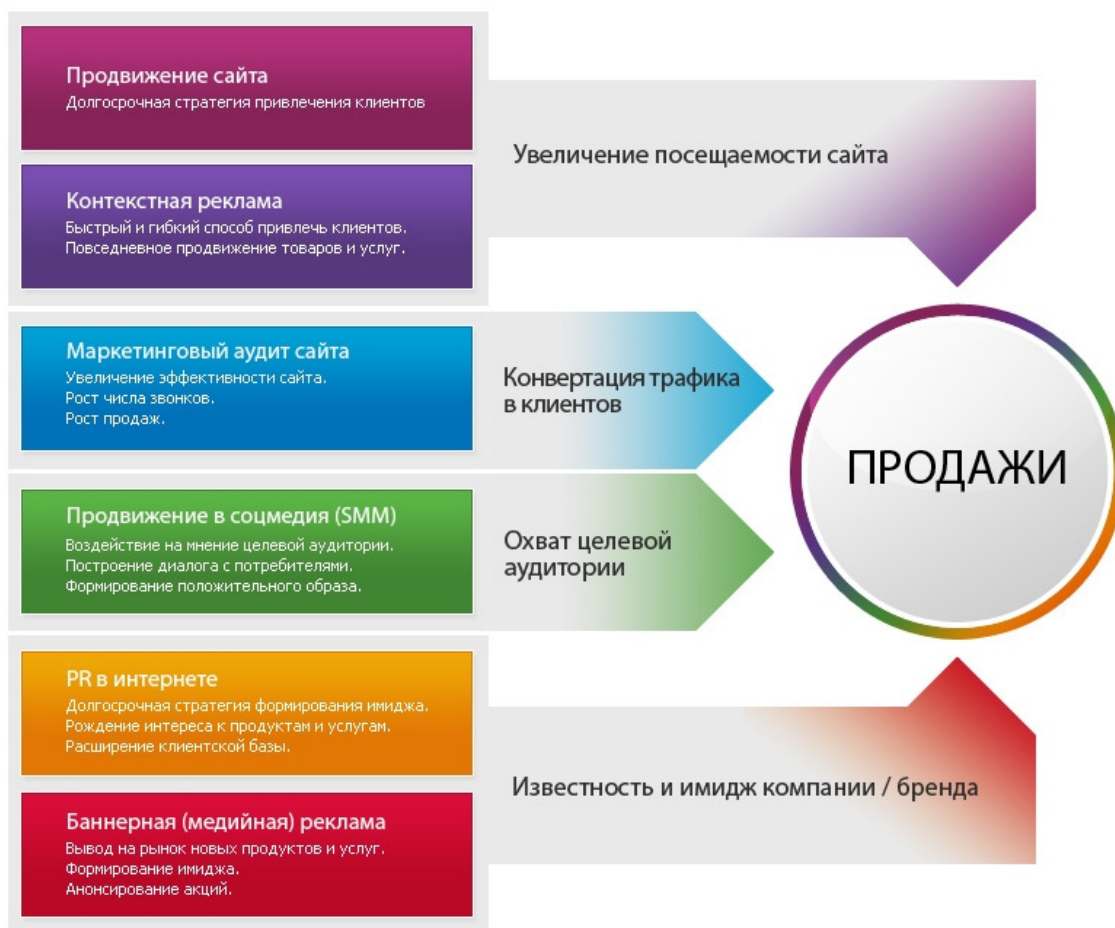 Продвижение сайта
Долгосрочная стратегия привлечения клиентов
Увеличение посещаемости сайта
Контекстная реклама
Быстрый и гибкий способ привлечь клиентов.
Повседневное продвижение товаров и услуг.
Маркетинговый аудит сайта
Увеличение эффективности сайта.
Рост числа звонков.
Рост продаж.
Конвертация трафика
в клиентов
ПРОДАЖИ
Продвижение в соцмедия (SMM)
Воздействие на мнение целевой аудитории.
Построение диалога с потребителями.
Формирование положительного образа.
Охват целевой
аудитории
PR в интернете
Долгосрочная стратегия формирования имиджа.
Рождение интереса к продуктам и услугам.
Расширение клиентской базы.
Известность и имидж компании / бренда
Баннерная (медийная) реклама
Вывод на рынок новых продуктов и услуг.
Формирование имиджа.
Анонсирование акций.